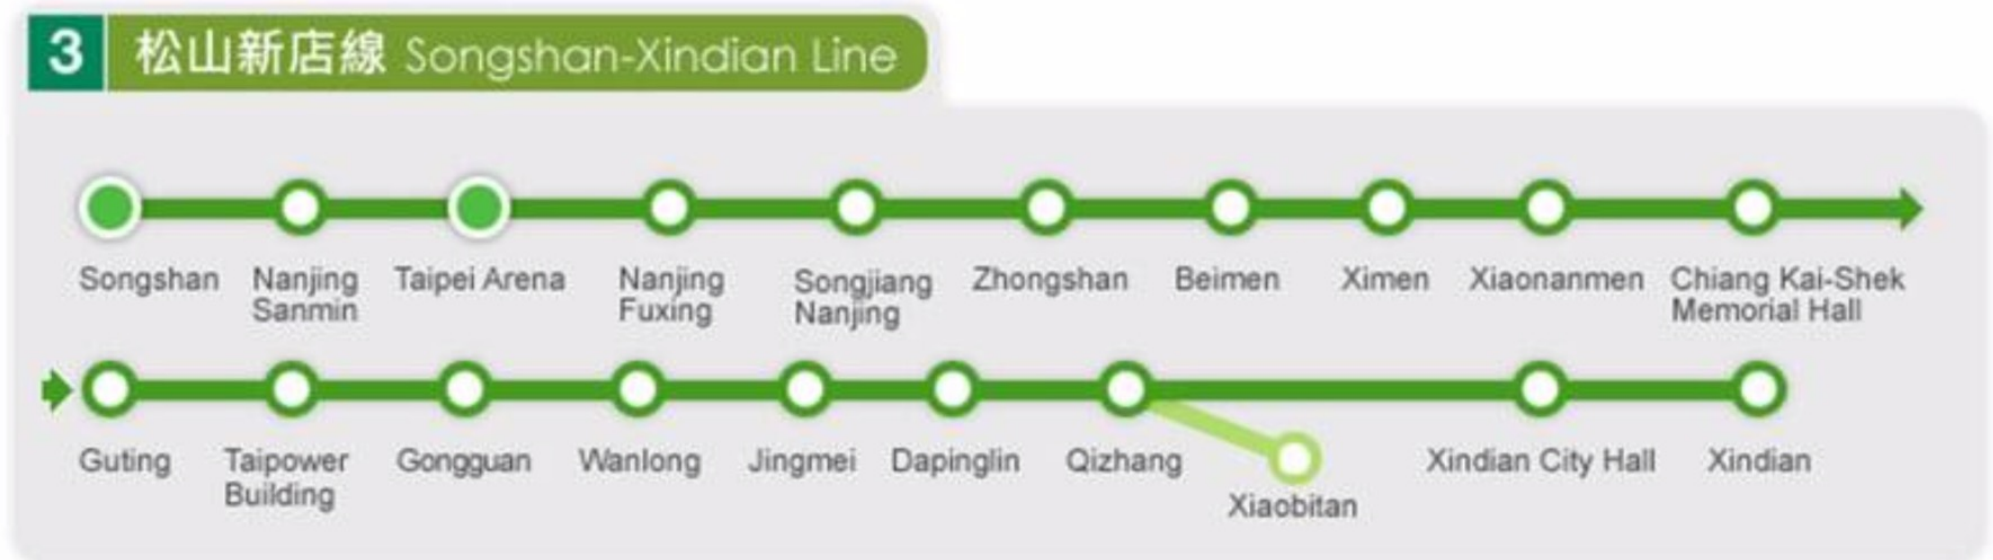 3 松山新店線 Songshan-Xindian Line
Songshan
Nanjing
Sanmin
Taipei Arena
Nanjing
Fuxing
Songjiang
Nanjing
Zhongshan
Beimen
Ximen
Xiaonanmen
Chiang Kai-Shek
Memorial Hall
Guting
Taipower
Building
Gongguan
Wanlong
Jingmei
Dapinglin
Qizhang
Xiaobitan
Xindian City Hall
Xindian